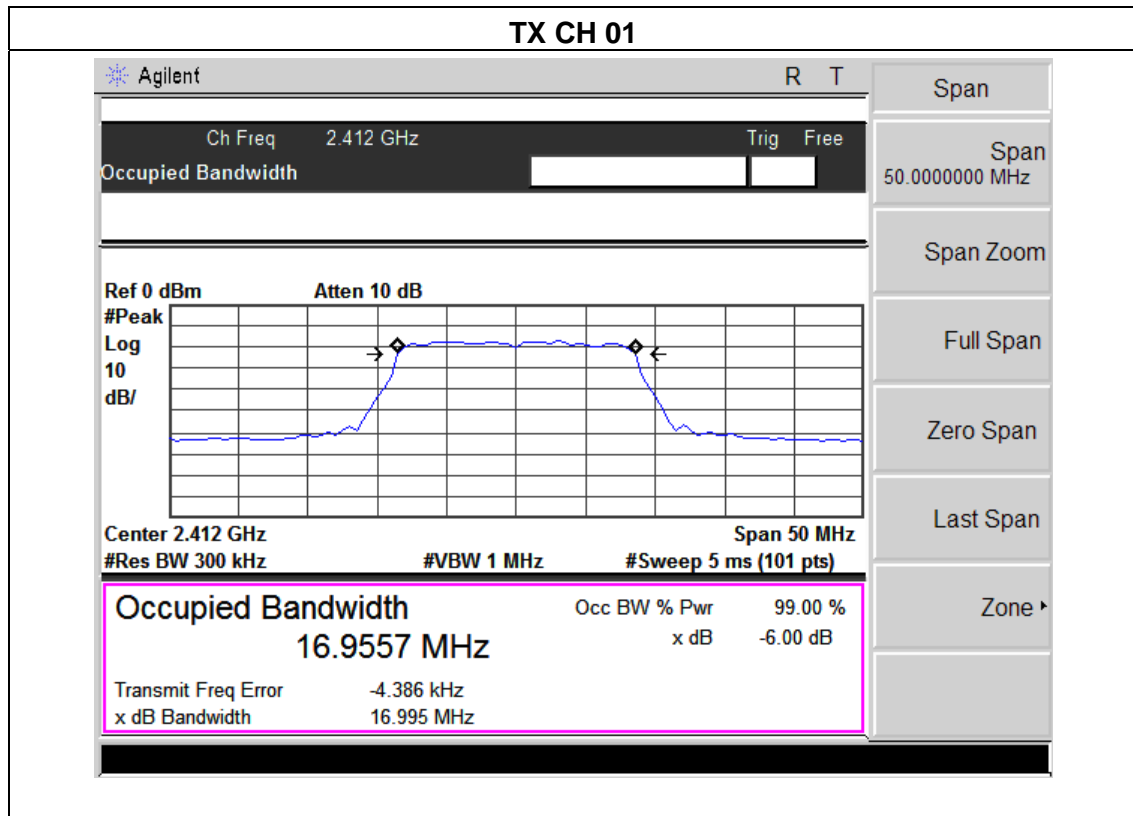 TX CH 01
Agilent R T
Ch Freq 2.412 GHz Trig Free
Occupied Bandwidth
Ref 0 dBm Atten 10 dB
#Peak
Log
10
dB/
Center 2.412 GHz Span 50 MHz
#Res BW 300 kHz #VBW 1 MHz #Sweep 5 ms (101 pts)
Occupied Bandwidth Occ BW % Pwr 99.00 %
16.9557 MHz x dB -6.00 dB
Transmit Freq Error -4.386 kHz
x dB Bandwidth 16.995 MHz
Span
Span
50.0000000 MHz
Span Zoom
Full Span
Zero Span
Last Span
Zone